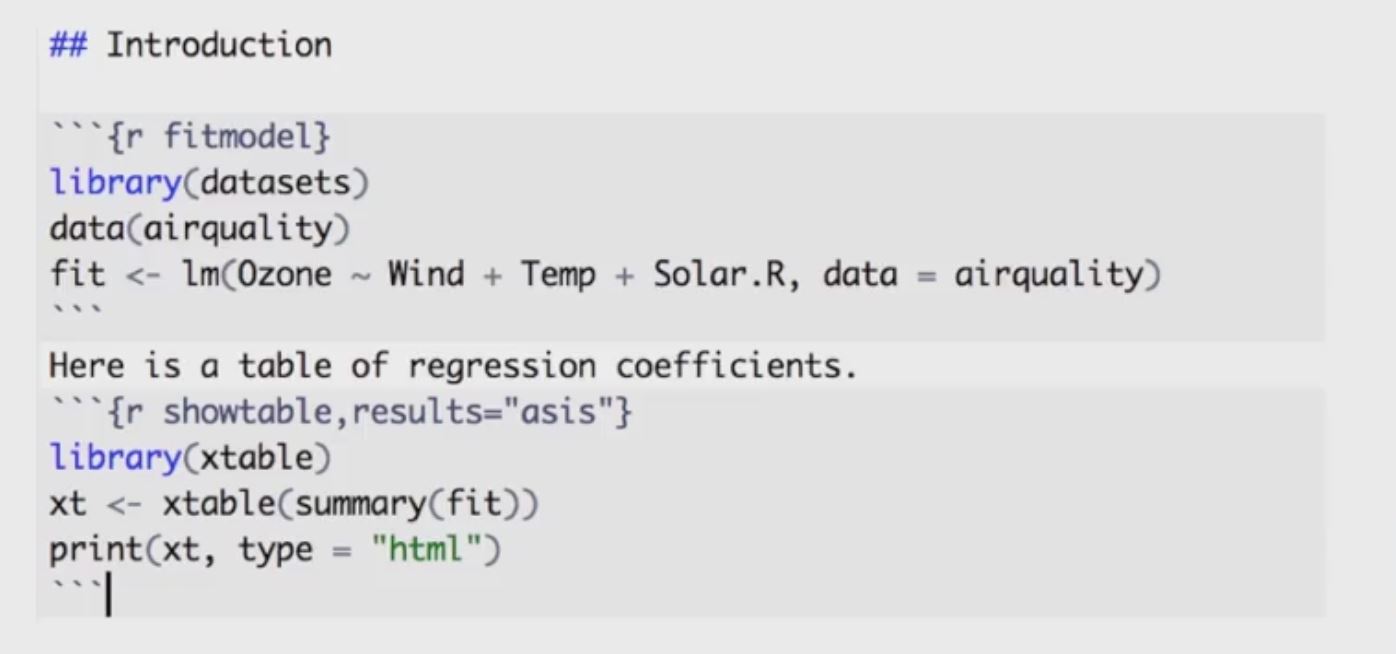 ## Introduction
```{r fitmodel}
library(datasets)
data(airquality)
fit <- lm(Ozone ~ Wind + Temp + Solar.R, data = airquality)
```
Here is a table of regression coefficients.
```{r showtable,results="asis"}
library(xtable)
xt <- xtable(summary(fit))
print(xt, type = "html")
```